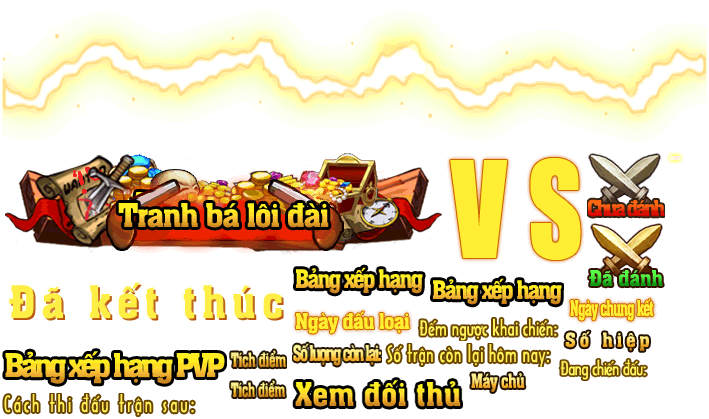 Tranh bá lôi đài
VS
Chưa đánh
Đã đánh
Đã kết thúc
Bảng xếp hạng
Bảng xếp hạng
Ngày chung kết
Ngày đấu loại
Đếm ngược khai chiến:
Số hiệp
Bảng xếp hạng PVP
Tích điểm
Số lượng còn lại:
Số trận còn lại hôm nay:
Đang chiến đấu:
Tích điểm
Xem đối thủ
Máy chủ
Cách thi đấu trận sau: